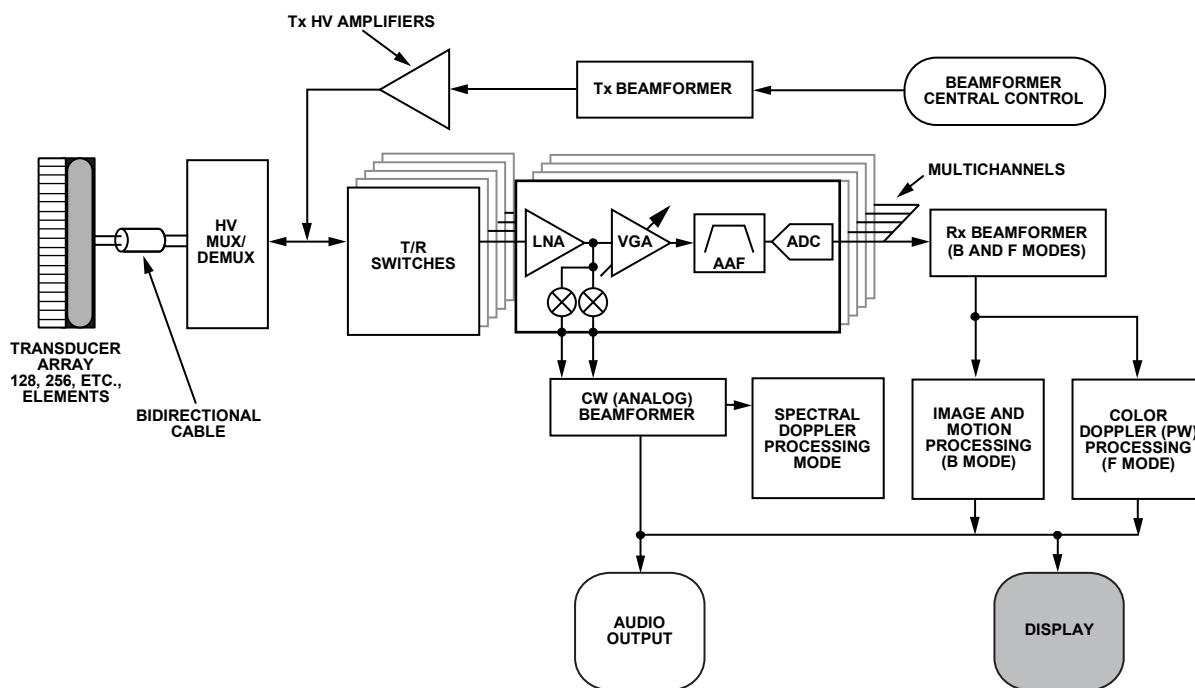 Tx HV AMPLIFIERS
Tx BEAMFORMER
BEAMFORMER
CENTRAL CONTROL
MULTICHANNELS
HV
MUX/
DEMUX
T/R
SWITCHES
LNA
VGA
AAF
ADC
Rx BEAMFORMER
(B AND F MODES)
TRANSDUCER
ARRAY
128, 256, ETC.,
ELEMENTS
BIDIRECTIONAL
CABLE
CW (ANALOG)
BEAMFORMER
SPECTRAL
DOPPLER
PROCESSING
MODE
IMAGE AND
MOTION
PROCESSING
(B MODE)
COLOR
DOPPLER (PW)
PROCESSING
(F MODE)
AUDIO
OUTPUT
DISPLAY